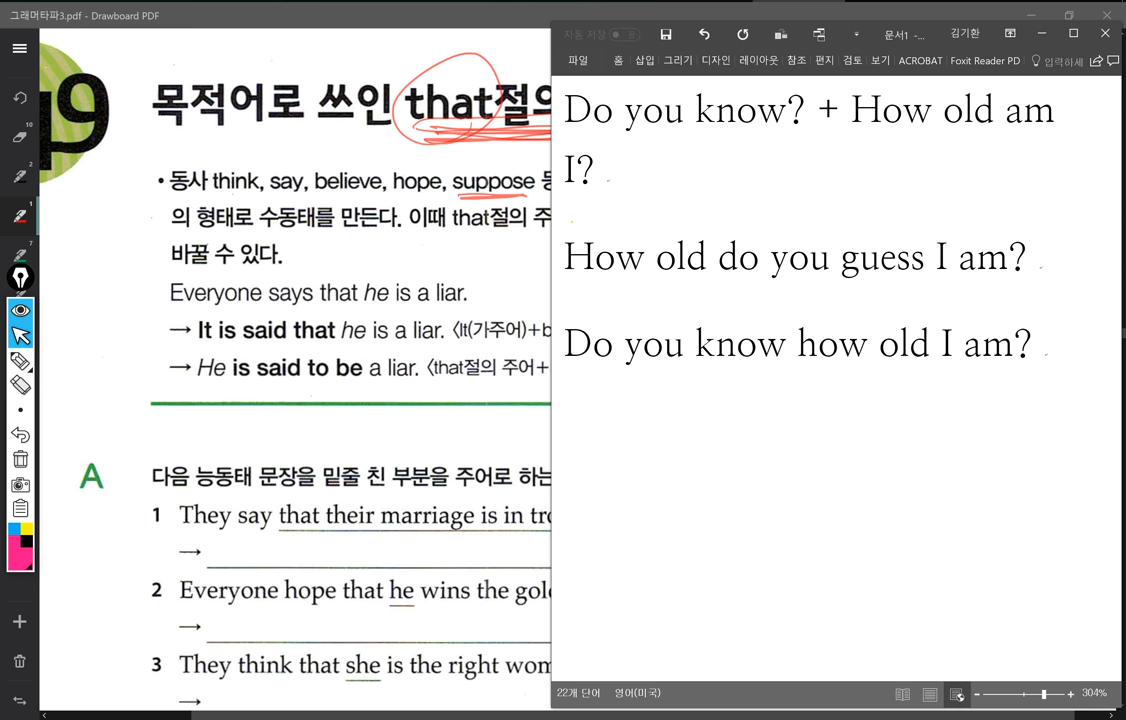 그래머타파3.pdf - Drawboard PDF
9
목적어로 쓰인 that절의
• 동사 think, say, believe, hope, suppose 등
의 형태로 수동태를 만든다. 이때 that절의 주
바꿀 수 있다.
Everyone says that he is a liar.
→ It is said that he is a liar. 〈It(가주어)+b
→ He is said to be a liar. 〈that절의 주어+
A
다음 능동태 문장을 밑줄 친 부분을 주어로 하는
1 They say that their marriage is in tro
→
2 Everyone hope that he wins the gol
→
3 They think that she is the right wom
→
10
2
1
7
자동 저장
문서1 -...
김기환
파일 홈 삽입 그리기 디자인 레이아웃 참조 편지 검토 보기 ACROBAT Foxit Reader PD 입력하세
Do you know? + How old am
I?
How old do you guess I am?
Do you know how old I am?
22개 단어 영어(미국) 304%